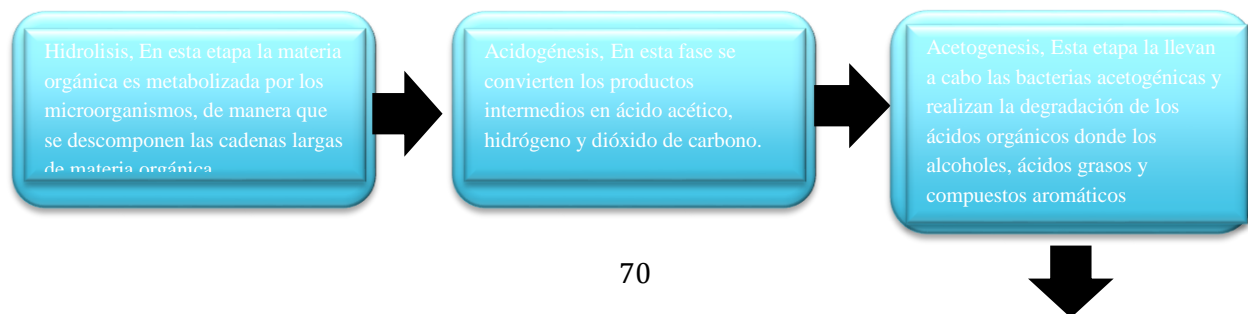 Hidrolisis, En esta etapa la materia
orgánica es metabolizada por los
microorganismos, de manera que
se descomponen las cadenas largas
de materia orgánica
Acidogénesis, En esta fase se
convierten los productos
intermedios en ácido acético,
hidrógeno y dióxido de carbono.
Acetogenesis, Esta etapa la llevan
a cabo las bacterias acetogénicas y
realizan la degradación de los
ácidos orgánicos donde los
alcoholes, ácidos grasos y
compuestos aromáticos
70